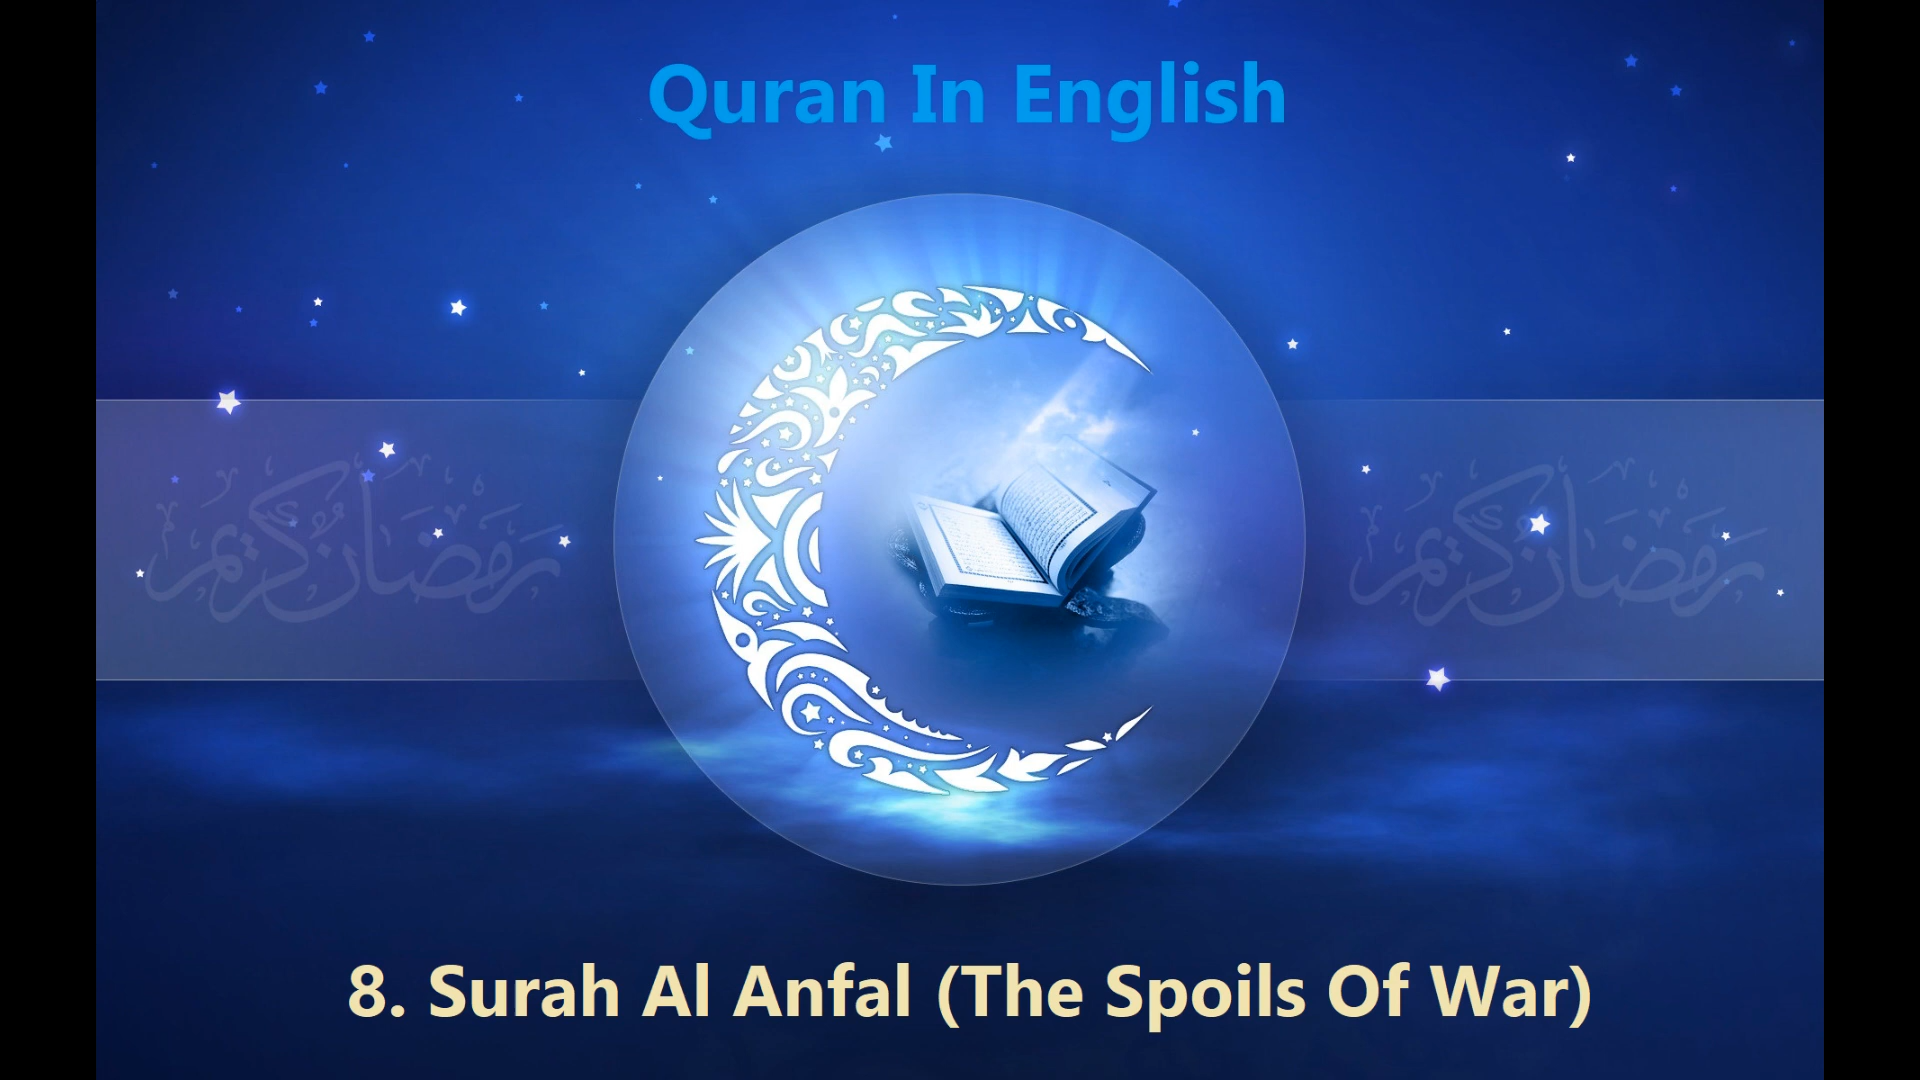 Quran In English
رمضان كريم
رمضان كريم
8. Surah Al Anfal (The Spoils Of War)